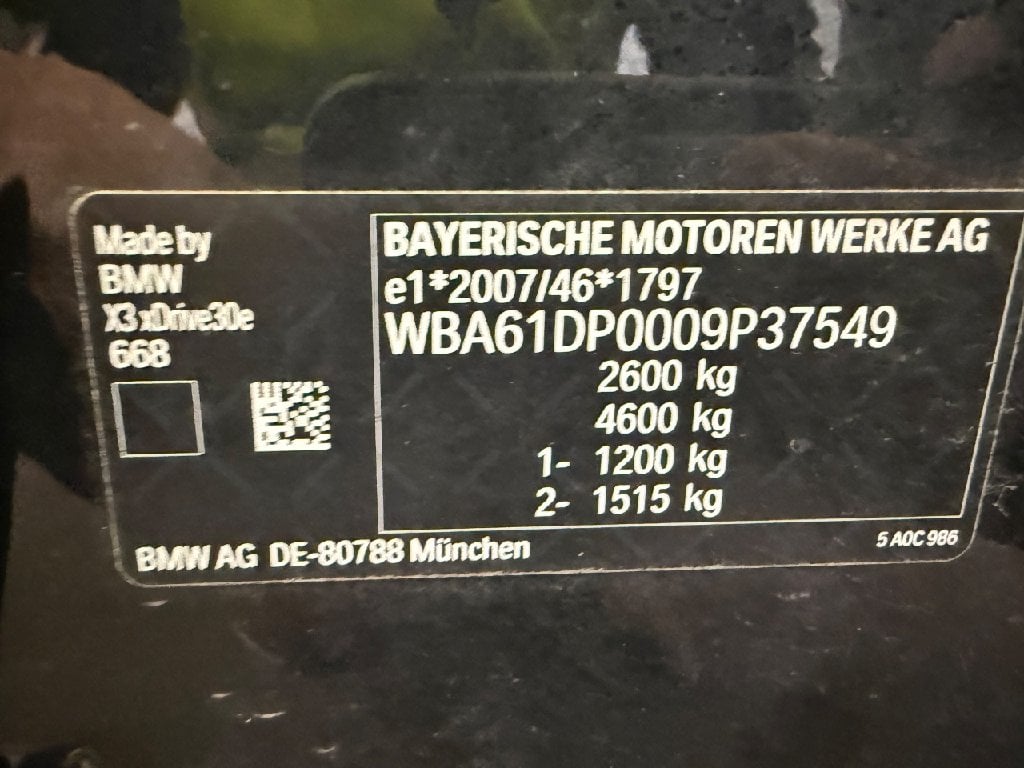 Made by
BMW
X3 xDrive30e
668
BAYERISCHE MOTOREN WERKE AG
e1*2007/46*1797
WBA61DP0009P37549
2600 kg
4600 kg
1- 1200 kg
2- 1515 kg
BMW AG DE-80788 München
5 A0C 986